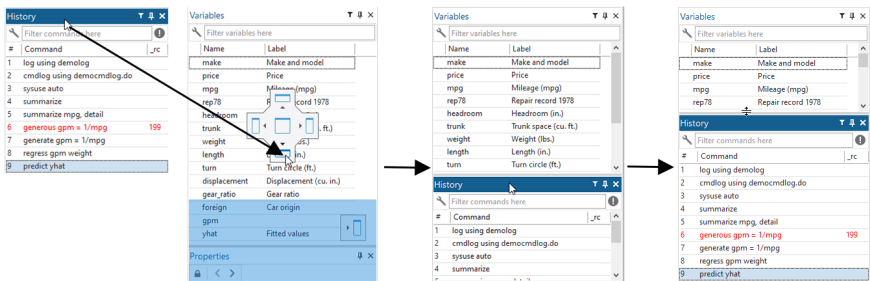 History
Filter commands here
# Command _rc
1 log using demolog
2 cmdlog using democmdlog.do
3 sysuse auto
4 summarize
5 summarize mpg, detail
6 generous gpm = 1/mpg 199
7 generate gpm = 1/mpg
8 regress gpm weight
9 predict yhat
Variables
Filter variables here
Name Label
make Make and model
price Price
mpg Mileage (mpg)
rep78 cord 1978
headroom
trunk . ft.)
weight
length (in.)
turn Turn circle (ft.)
displacement Displacement (cu. in.)
gear_ratio Gear ratio
foreign Car origin
gpm
yhat Fitted values
Properties
Variables
Filter variables here
Name Label
make Make and model
price Price
mpg Mileage (mpg)
rep78 Repair record 1978
headroom Headroom (in.)
trunk Trunk space (cu. ft.)
weight Weight (lbs.)
length Length (in.)
turn Turn circle (ft.)
History
Filter commands here
# Command _rc
1 log using demolog
2 cmdlog using democmdlog.do
3 sysuse auto
4 summarize
Variables
Filter variables here
Name Label
make Make and model
price Price
mpg Mileage (mpg)
rep78 Repair record 1978
History
Filter commands here
# Command _rc
1 log using demolog
2 cmdlog using democmdlog.do
3 sysuse auto
4 summarize
5 summarize mpg, detail
6 generous gpm = 1/mpg 199
7 generate gpm = 1/mpg
8 regress gpm weight
9 predict yhat